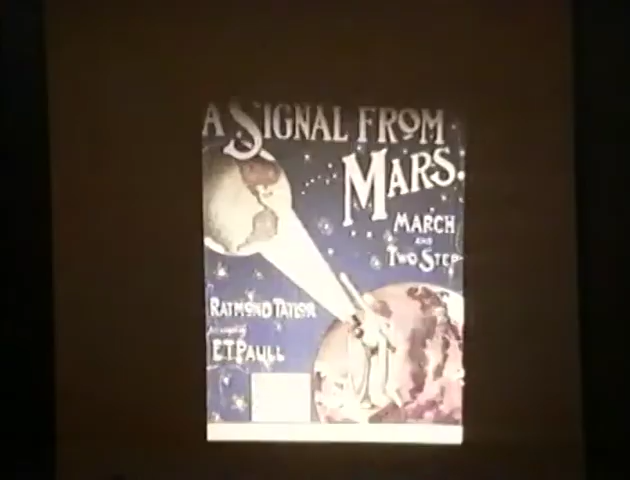 A SIGNAL FROM
MARS.
MARCH
AND
TWO STEP
RAYMOND TAYLOR
E.T. PAULL